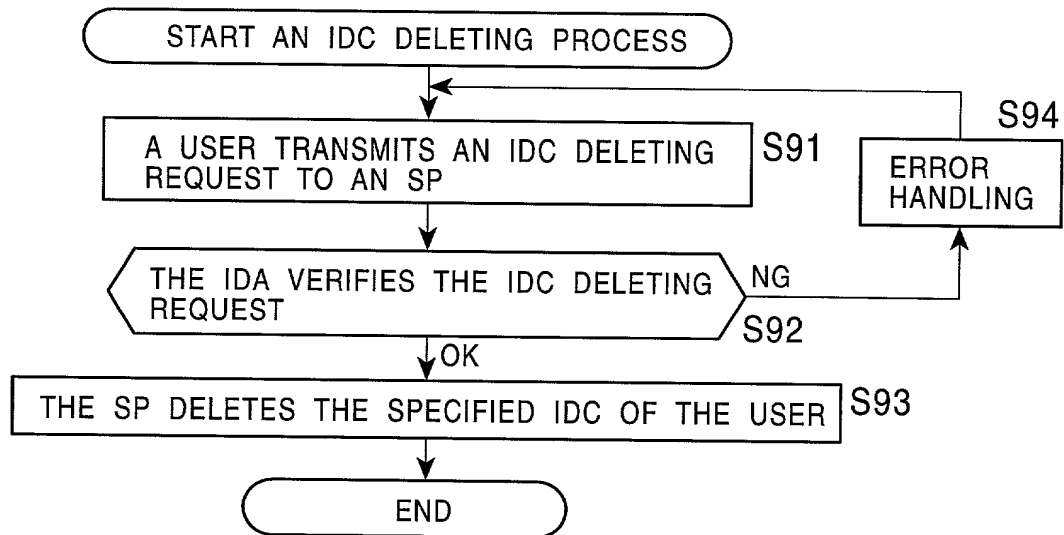 START AN IDC DELETING PROCESS
S94
A USER TRANSMITS AN IDC DELETING
REQUEST TO AN SP
S91
ERROR
HANDLING
THE IDA VERIFIES THE IDC DELETING
REQUEST
NG
S92
OK
THE SP DELETES THE SPECIFIED IDC OF THE USER
S93
END